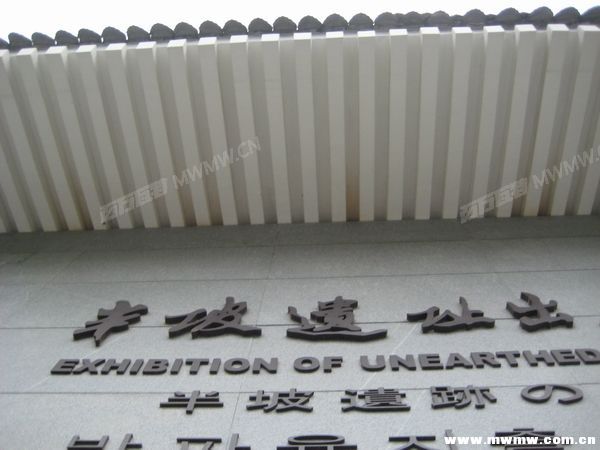 半坡遗址出
EXHIBITION OF UNEARTHED
半坡遺跡の
MWMW.CN
MWMW.CN
www.mwmw.com.cn